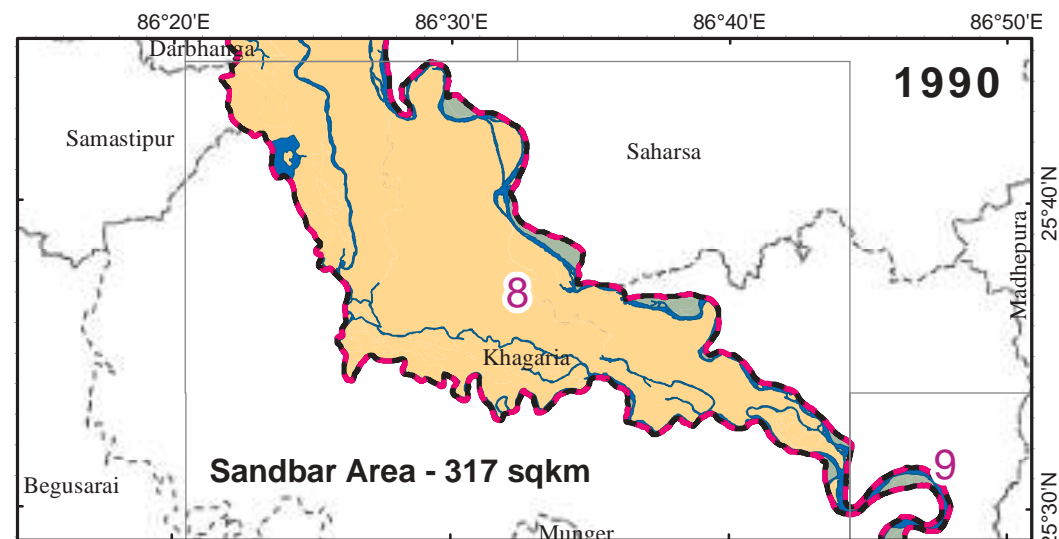 86°20'E 86°30'E 86°40'E 86°50'E
Darbhanga
1990
Samastipur
Saharsa
25°40'N
Madhepura
8
Khagaria
Sandbar Area - 317 sqkm
9
Begusarai
25°30'N
Munger